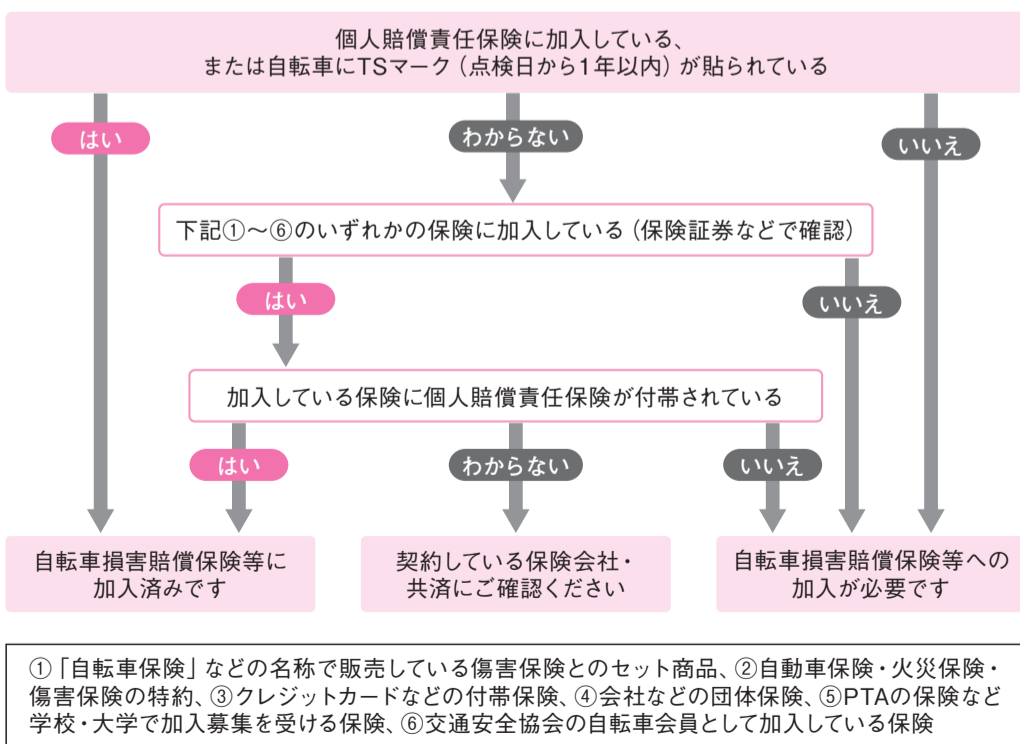 個人賠償責任保険に加入している、
または自転車にTSマーク（点検日から1年以内）が貼られている
はい
わからない
いいえ
下記①〜⑥のいずれかの保険に加入している（保険証券などで確認）
はい
いいえ
加入している保険に個人賠償責任保険が付帯されている
はい
わからない
いいえ
自転車損害賠償保険等に
加入済みです
契約している保険会社・
共済にご確認ください
自転車損害賠償保険等への
加入が必要です
①「自転車保険」などの名称で販売している傷害保険とのセット商品、②自動車保険・火災保険・
傷害保険の特約、③クレジットカードなどの付帯保険、④会社などの団体保険、⑤PTAの保険など
学校・大学で加入募集を受ける保険、⑥交通安全協会の自転車会員として加入している保険